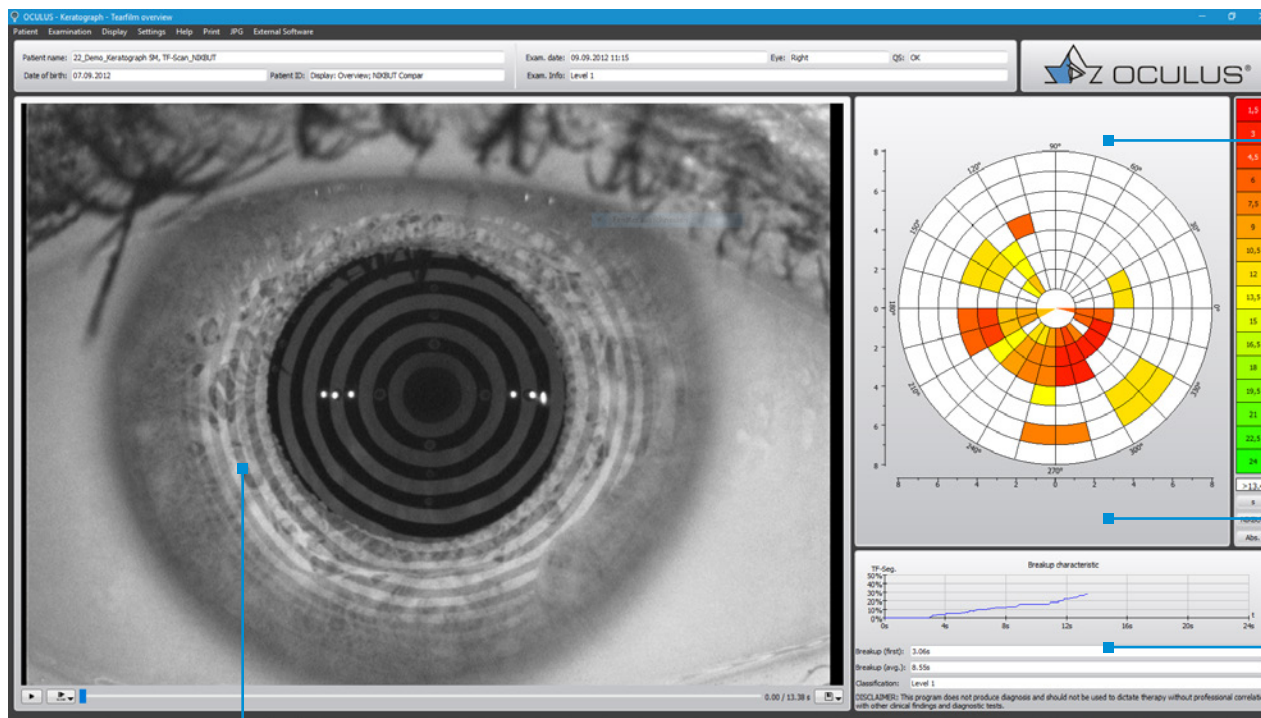 OCULUS - Keratograph - Tearfilm overview
Patient Examination Display Settings Help Print JPG External Software
Patient name: 22_Demo_Keratograph 5M, TF-Scan_NIKBUT
Exam. date: 09.09.2012 11:15 Eye: Right QS: OK
Date of birth: 07.09.2012 Patient ID: Display: Overview; NIKBUT Compar
Exam. Info: Level 1
OCULUS®
90°
120° 60°
150° 30°
180° 0°
210° 330°
240° 300°
270°
8
6
4
2
0
2
4
6
8
8 6 4 2 0 2 4 6 8
1,5
3
4,5
6
7,5
9
10,5
12
13,5
15
16,5
18
19,5
21
22,5
24
>13,
s
Abs.
TF-Seg. Breakup characteristic
50%
40%
30%
20%
10%
0%
0s 4s 8s 12s 16s 20s 24s
t
Breakup (first): 3.06s
Breakup (avg.): 8.55s
Classification: Level 1
0.00 / 13.38 s
DISCLAIMER: This program does not produce diagnosis and should not be used to dictate therapy without professional correlatio
with other clinical findings and diagnostic tests.